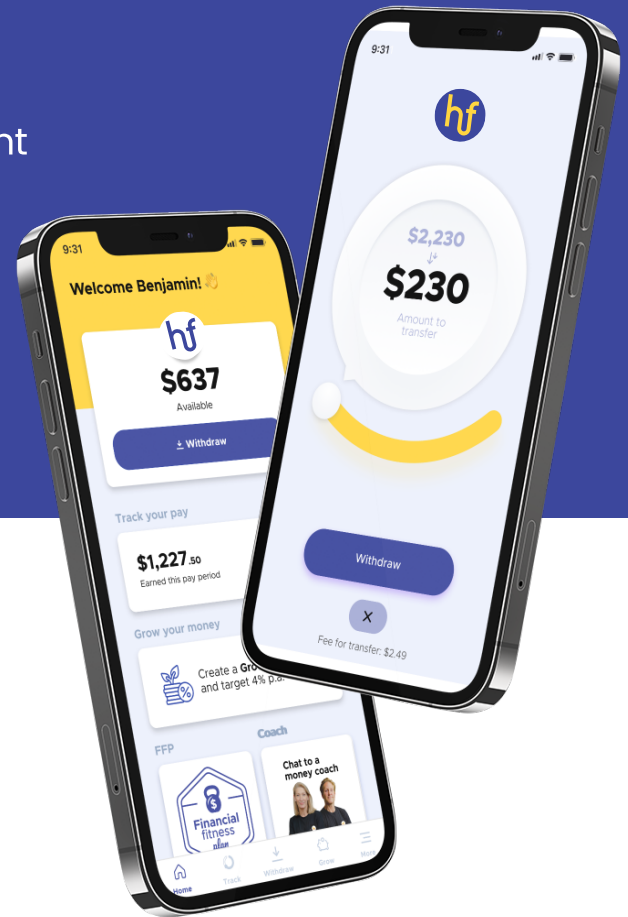 nt
9:31
Welcome Benjamin! 👋
hf
$637
Available
Withdraw
Track your pay
$1,227.50
Earned this pay period
Grow your money
Create a
and target 4% p.a.
FFP
Coach
Financial
fitness
plan
Chat to a
money coach
Home
Track
Withdraw
Grow
More
9:31
hf
$2,230
$230
Amount to
transfer
Withdraw
X
Fee for transfer: $2.49